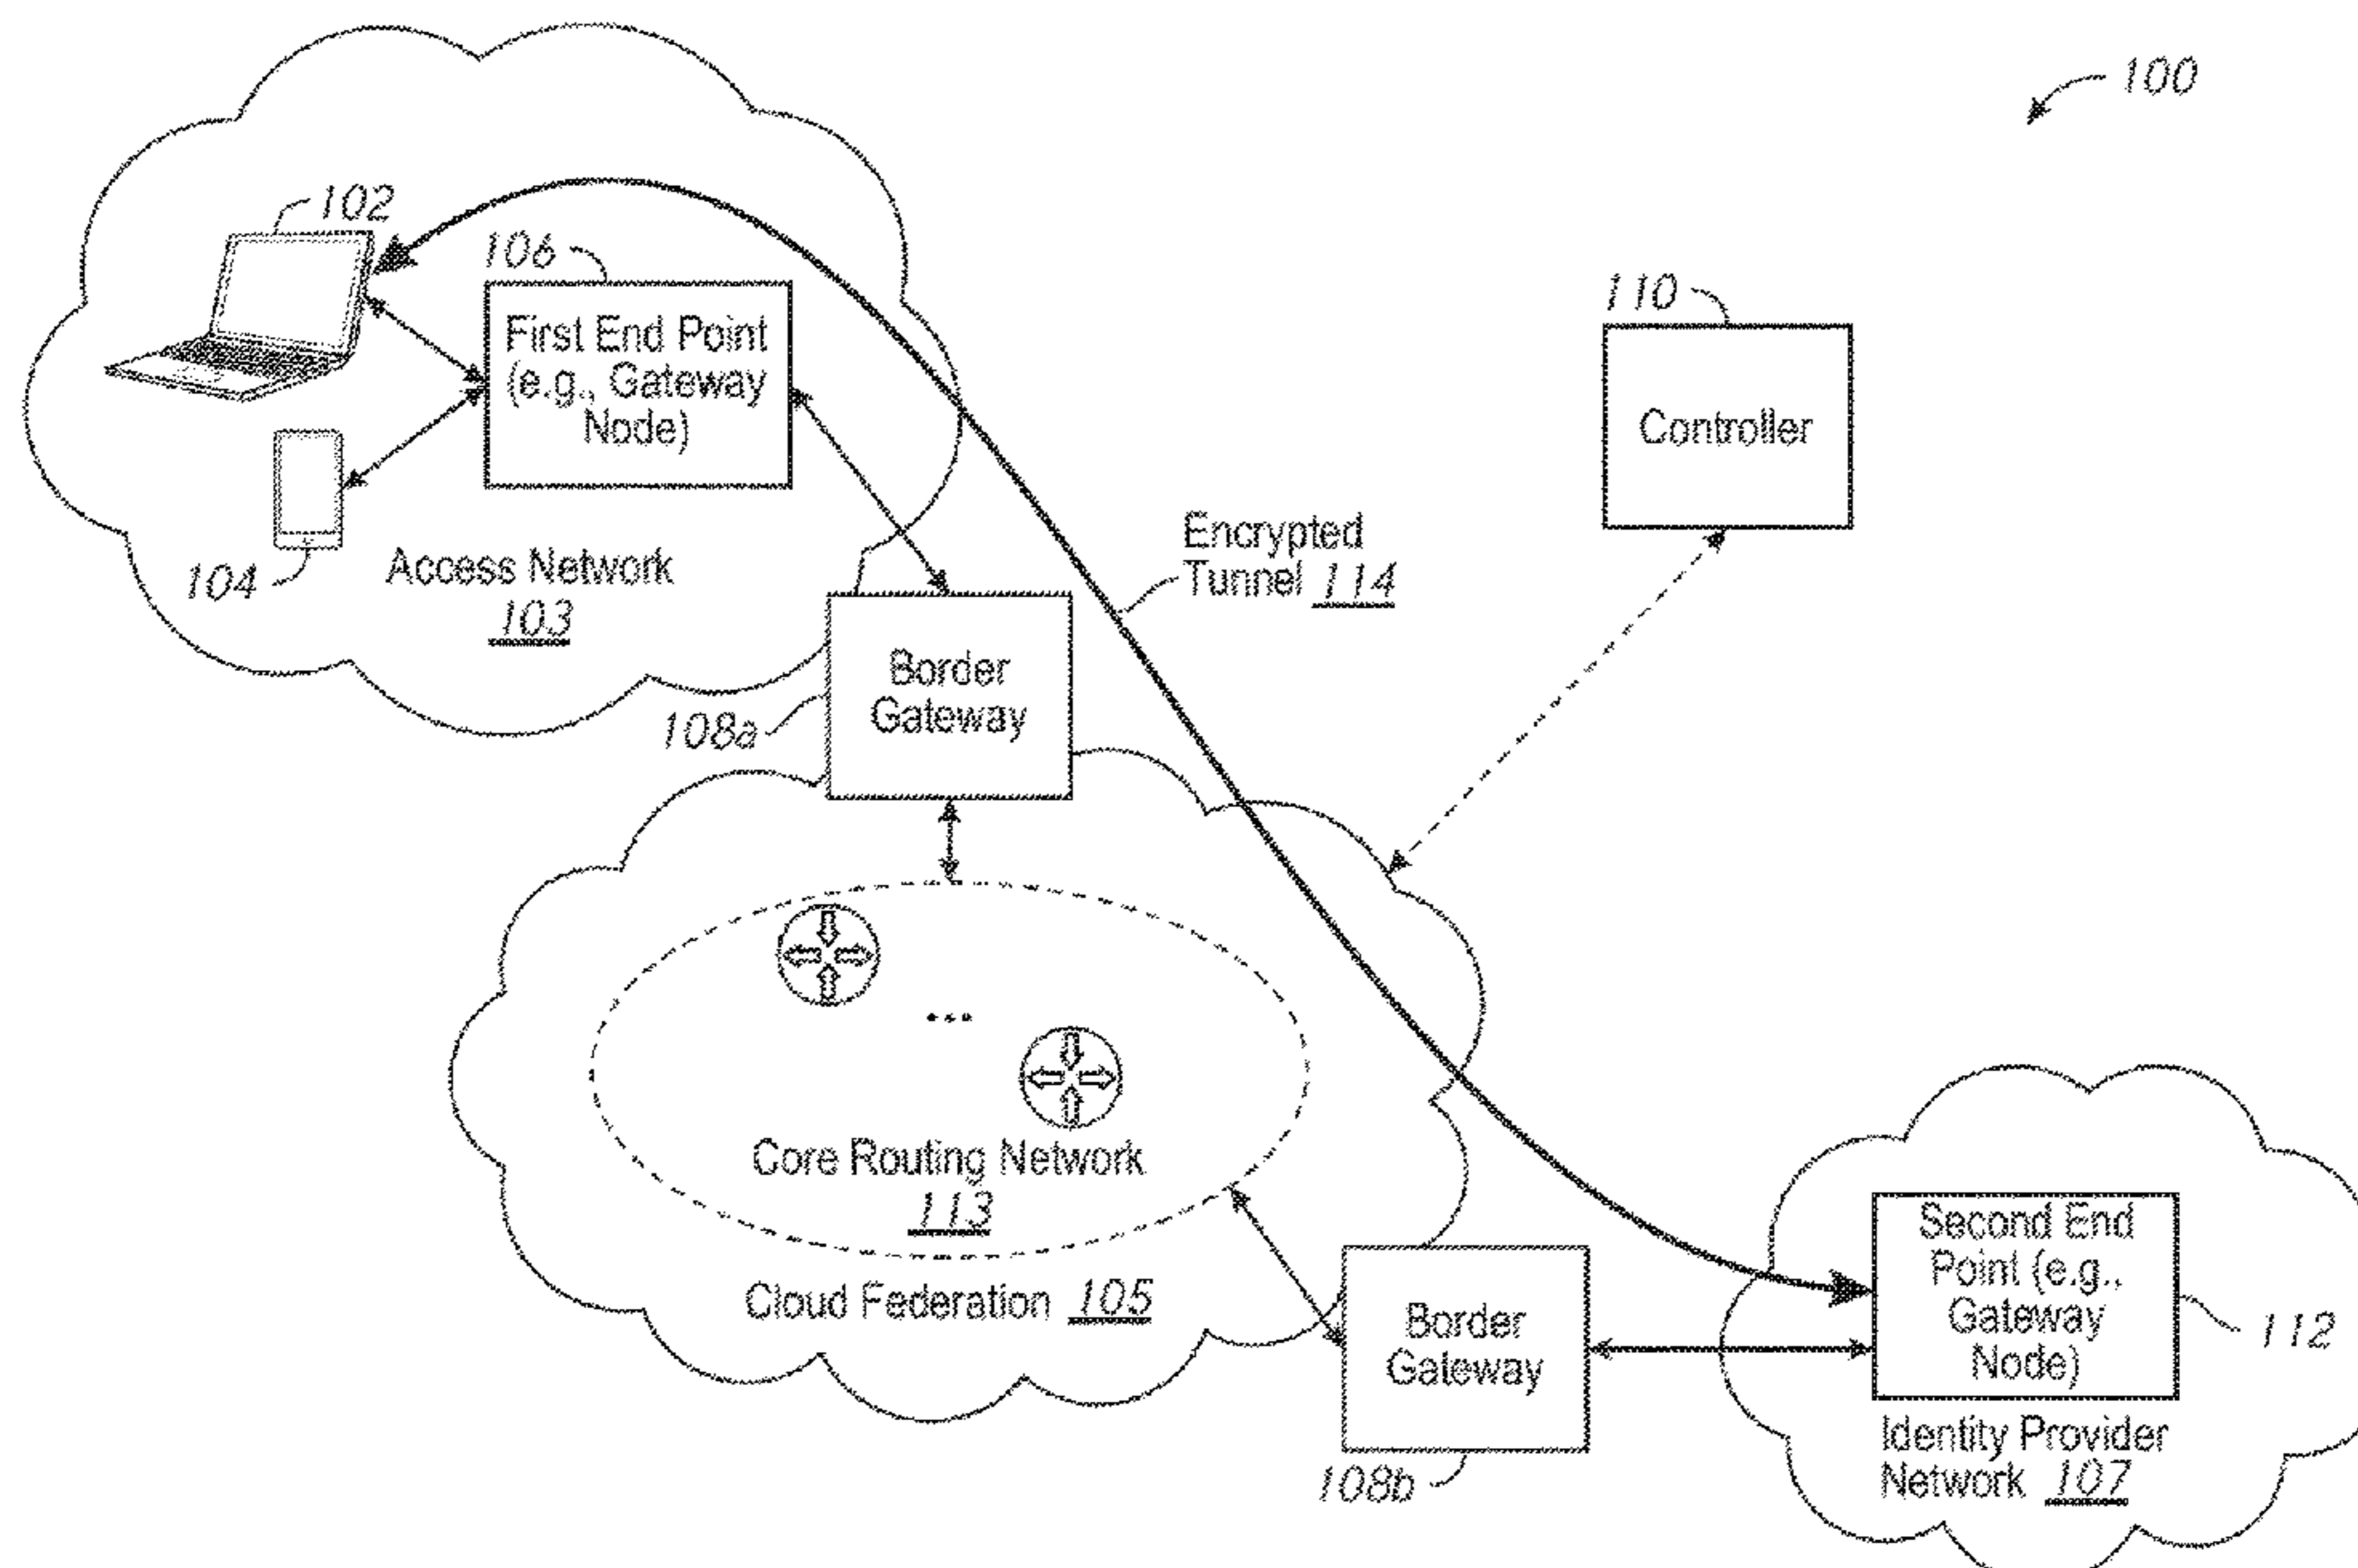 100
102
106
First End Point
(e.g., Gateway
Node)
104
Access Network
103
110
Controller
Encrypted
Tunnel 114
Border
Gateway
108a
...
Core Routing Network
113
Cloud Federation 105
Border
Gateway
108b
Second End
Point (e.g.,
Gateway
Node)
112
Identity Provider
Network 107